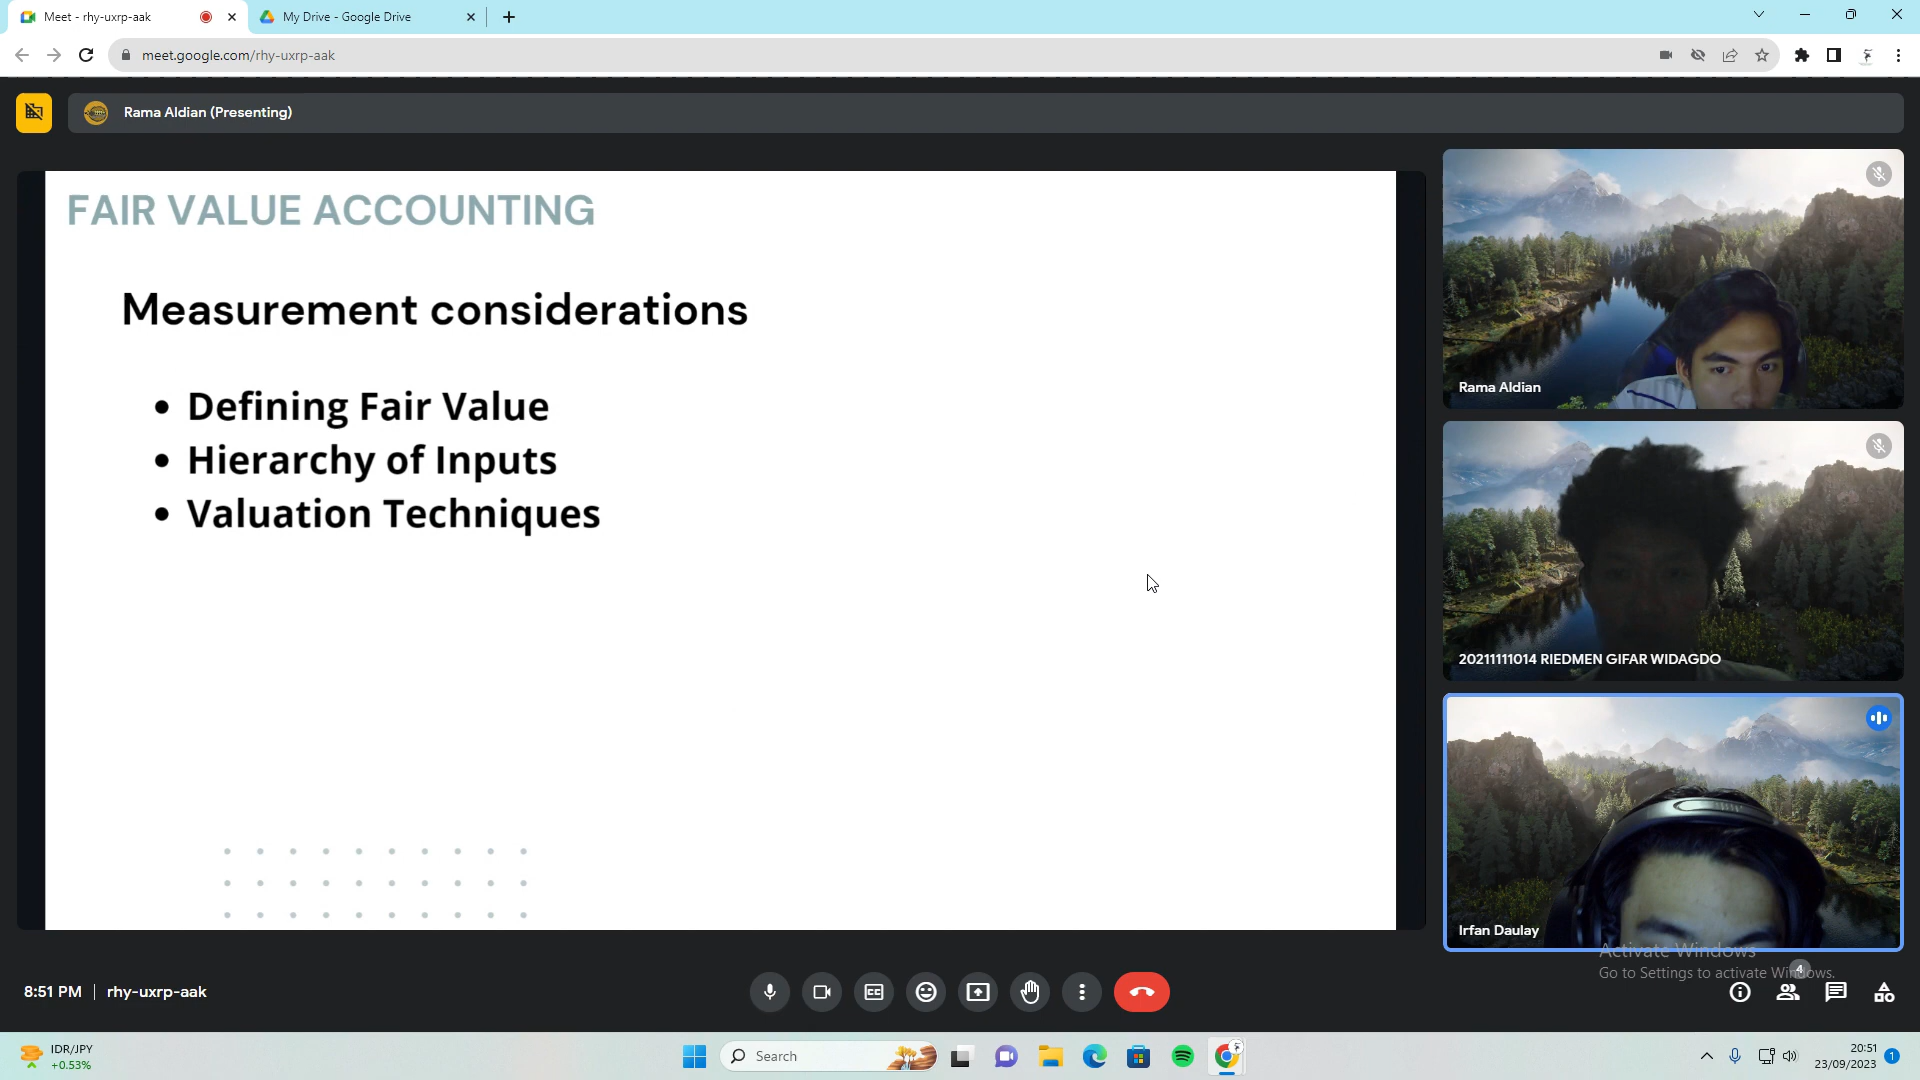 Meet - rhy-uxrp-aak
My Drive - Google Drive
meet.google.com/rhy-uxrp-aak
Rama Aldian (Presenting)
FAIR VALUE ACCOUNTING
Measurement considerations
• Defining Fair Value
• Hierarchy of Inputs
• Valuation Techniques
Rama Aldian
20211111014 RIEDMEN GIFAR WIDAGDO
Irfan Daulay
Activate Windows
Go to Settings to activate Windows.
4
8:51 PM | rhy-uxrp-aak
IDR/JPY
+0.53%
Search
20:51
23/09/2023
1